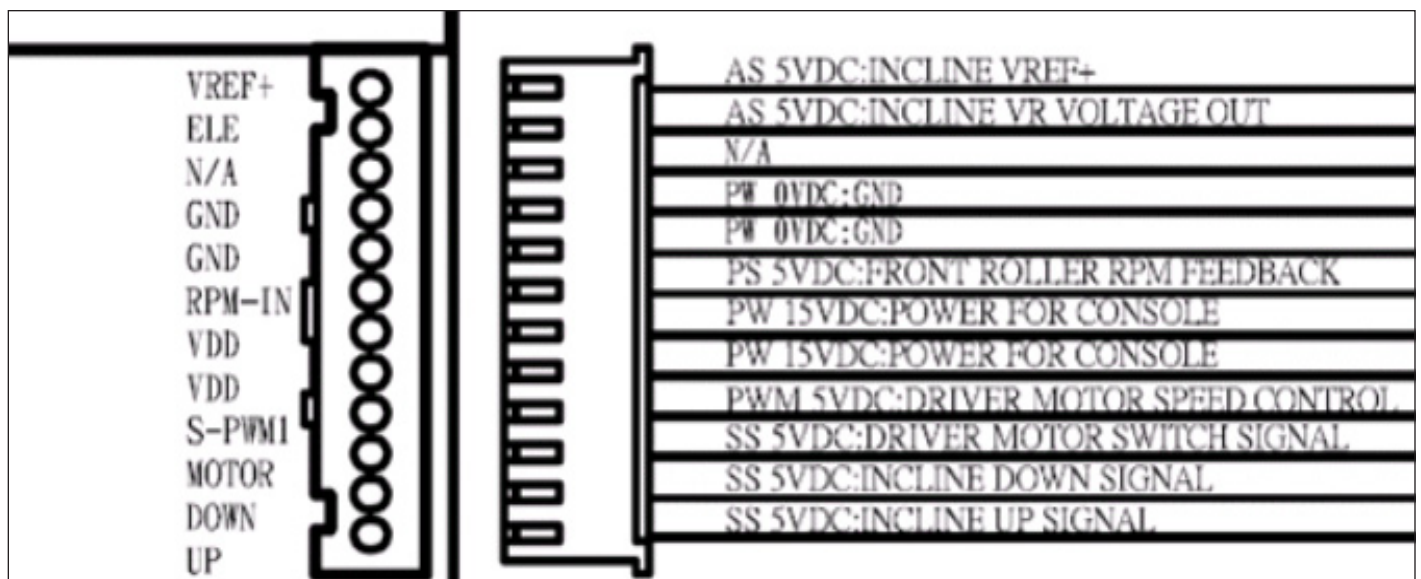 VREF+
ELE
N/A
GND
GND
RPM-IN
VDD
VDD
S-PWM1
MOTOR
DOWN
UP
AS 5VDC:INCLINE VREF+
AS 5VDC:INCLINE VR VOLTAGE OUT
N/A
PW 0VDC:GND
PW 0VDC:GND
PS 5VDC:FRONT ROLLER RPM FEEDBACK
PW 15VDC:POWER FOR CONSOLE
PW 15VDC:POWER FOR CONSOLE
PWM 5VDC:DRIVER MOTOR SPEED CONTROL
SS 5VDC:DRIVER MOTOR SWITCH SIGNAL
SS 5VDC:INCLINE DOWN SIGNAL
SS 5VDC:INCLINE UP SIGNAL